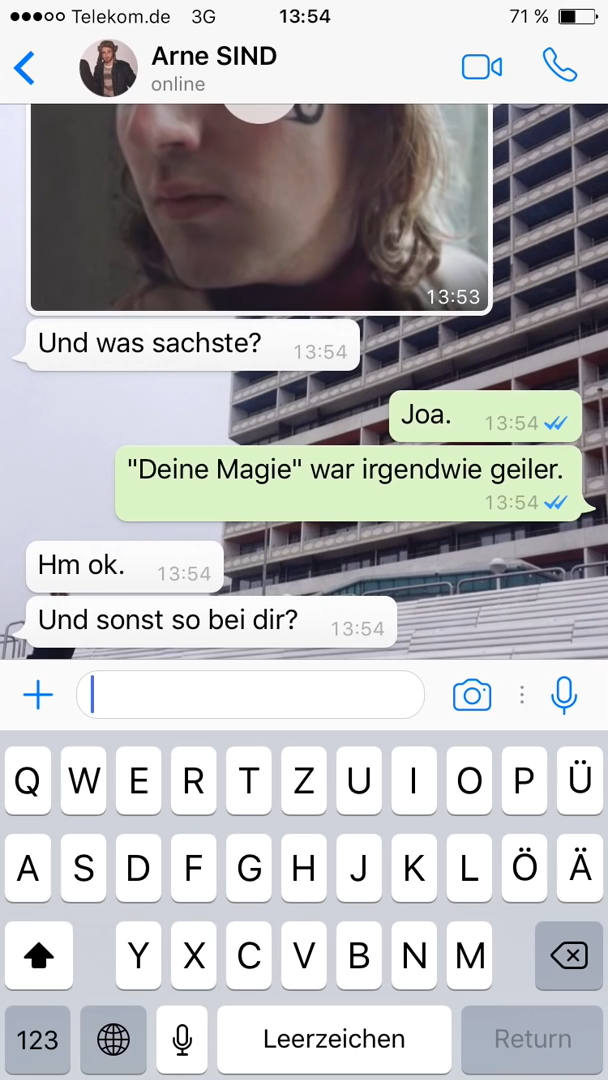 Telekom.de 3G 13:54 71 %
Arne SIND
online
13:53
Und was sachste? 13:54
Joa. 13:54
"Deine Magie" war irgendwie geiler.
13:54
Hm ok. 13:54
Und sonst so bei dir? 13:54
Q W E R T Z U I O P Ü
A S D F G H J K L Ö Ä
Y X C V B N M
123 Leerzeichen Return